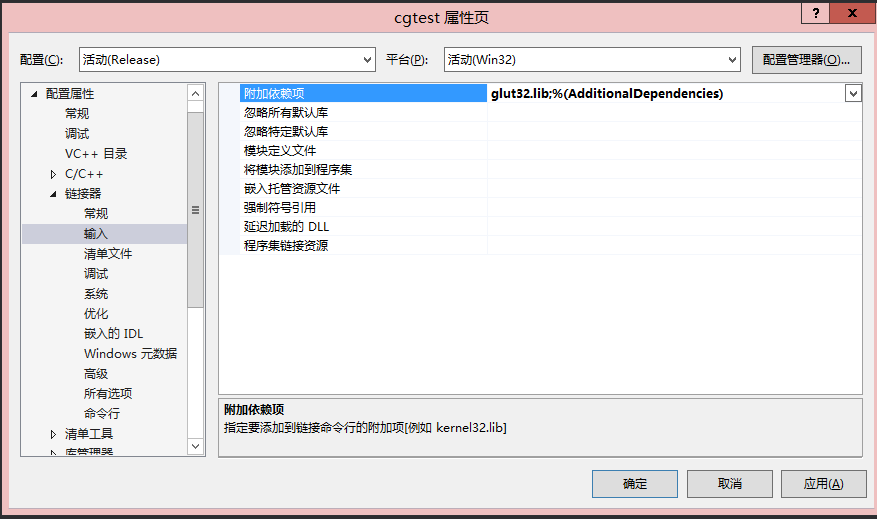 cgtest 属性页
配置(C): 活动(Release) 平台(P): 活动(Win32) 配置管理器(O)...
配置属性
常规
调试
VC++ 目录
C/C++
链接器
常规
输入
清单文件
调试
系统
优化
嵌入的 IDL
Windows 元数据
高级
所有选项
命令行
清单工具
库管理器
附加依赖项 glut32.lib;%(AdditionalDependencies)
忽略所有默认库
忽略特定默认库
模块定义文件
将模块添加到程序集
嵌入托管资源文件
强制符号引用
延迟加载的 DLL
程序集链接资源
附加依赖项
指定要添加到链接命令行的附加项[例如 kernel32.lib]
确定 取消 应用(A)